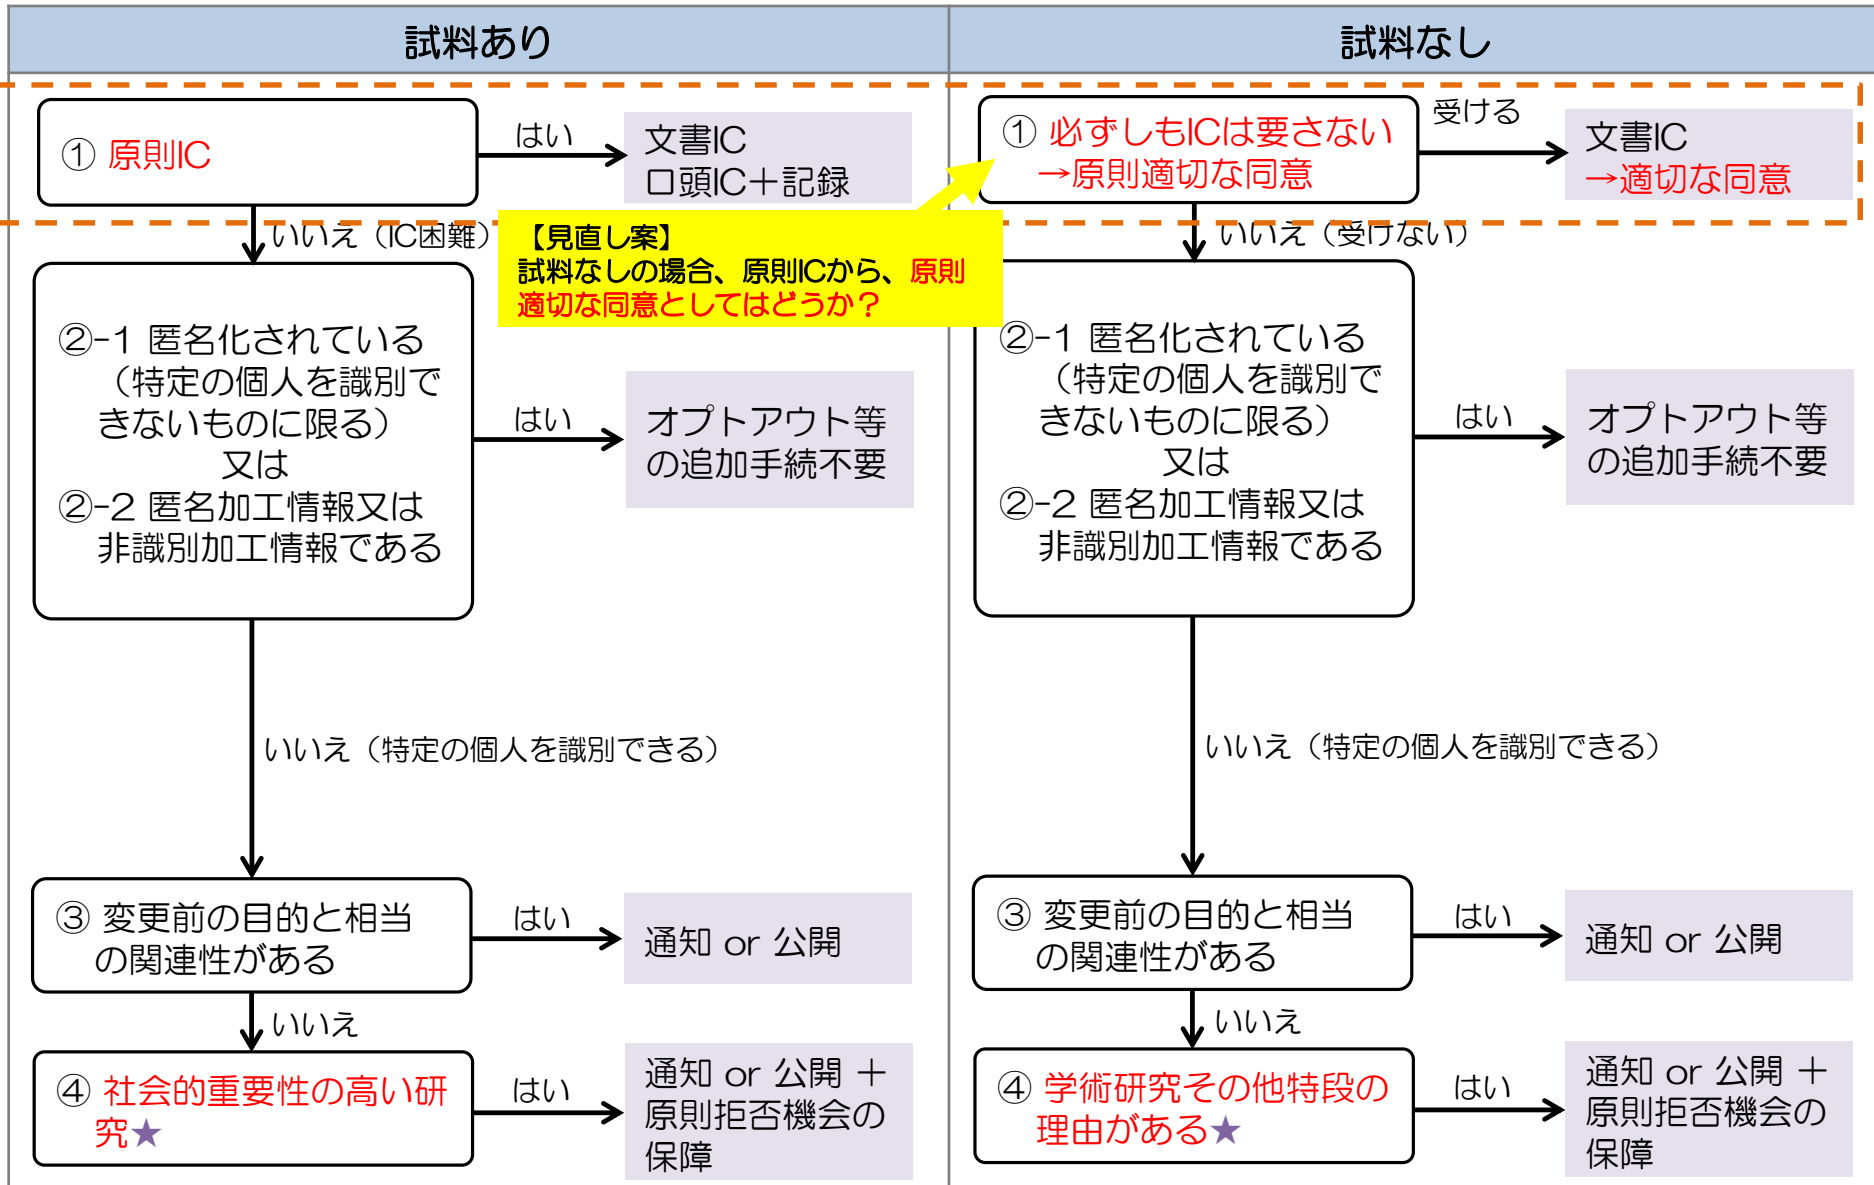 試料あり
① 原則IC
はい
文書IC
口頭IC＋記録
いいえ（IC困難）
②-1 匿名化されている
（特定の個人を識別で
きないものに限る）
又は
②-2 匿名加工情報又は
非識別加工情報である
はい
オプトアウト等
の追加手続不要
いいえ（特定の個人を識別できる）
③ 変更前の目的と相当
の関連性がある
はい
通知 or 公開
いいえ
④ 社会的重要性の高い研
究★
はい
通知 or 公開 ＋
原則拒否機会の
保障
【見直し案】
試料なしの場合、原則ICから、原則
適切な同意としてはどうか？
試料なし
① 必ずしもICは要さない
→原則適切な同意
受ける
文書IC
→適切な同意
いいえ（受けない）
②-1 匿名化されている
（特定の個人を識別で
きないものに限る）
又は
②-2 匿名加工情報又は
非識別加工情報である
はい
オプトアウト等
の追加手続不要
いいえ（特定の個人を識別できる）
③ 変更前の目的と相当
の関連性がある
はい
通知 or 公開
いいえ
④ 学術研究その他特段の
理由がある★
はい
通知 or 公開 ＋
原則拒否機会の
保障